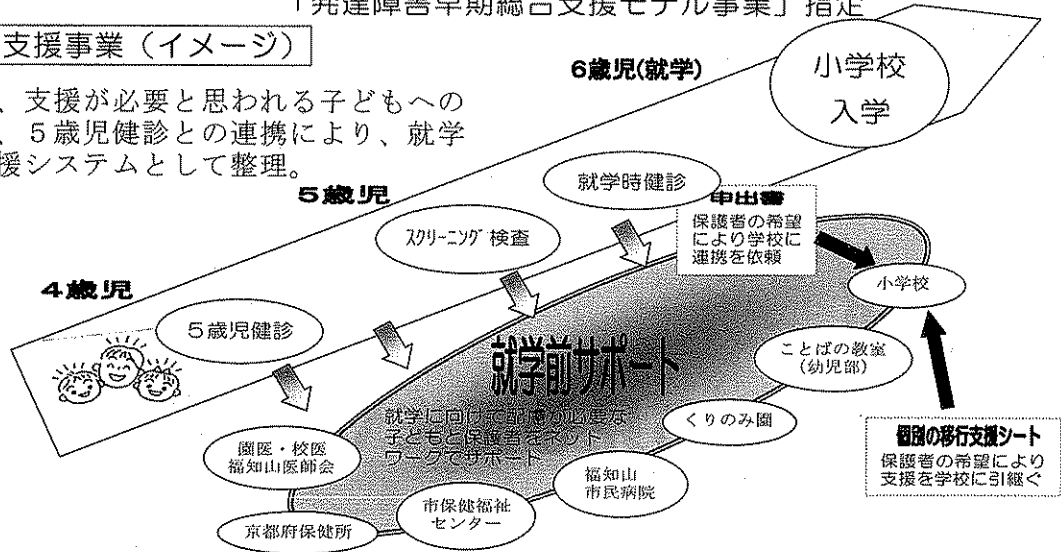 「発達障害早期総合支援モデル事業」指定
支援事業（イメージ）
、支援が必要と思われる子どもへの
、５歳児健診との連携により、就学
援システムとして整理。
6歳児(就学)
小学校
入学
5歳児
就学時健診
申出書
保護者の希望
により学校に
連携を依頼
スクリーニング検査
4歳児
5歳児健診
小学校
就学前サポート
就学に向けて配慮が必要な
子どもと保護者をネット
ワークでサポート
ことばの教室
（幼児部）
くりのみ園
個別の移行支援シート
保護者の希望により
支援を学校に引継ぐ
園医・校医
福知山医師会
福知山
市民病院
市保健福祉
センター
京都府保健所